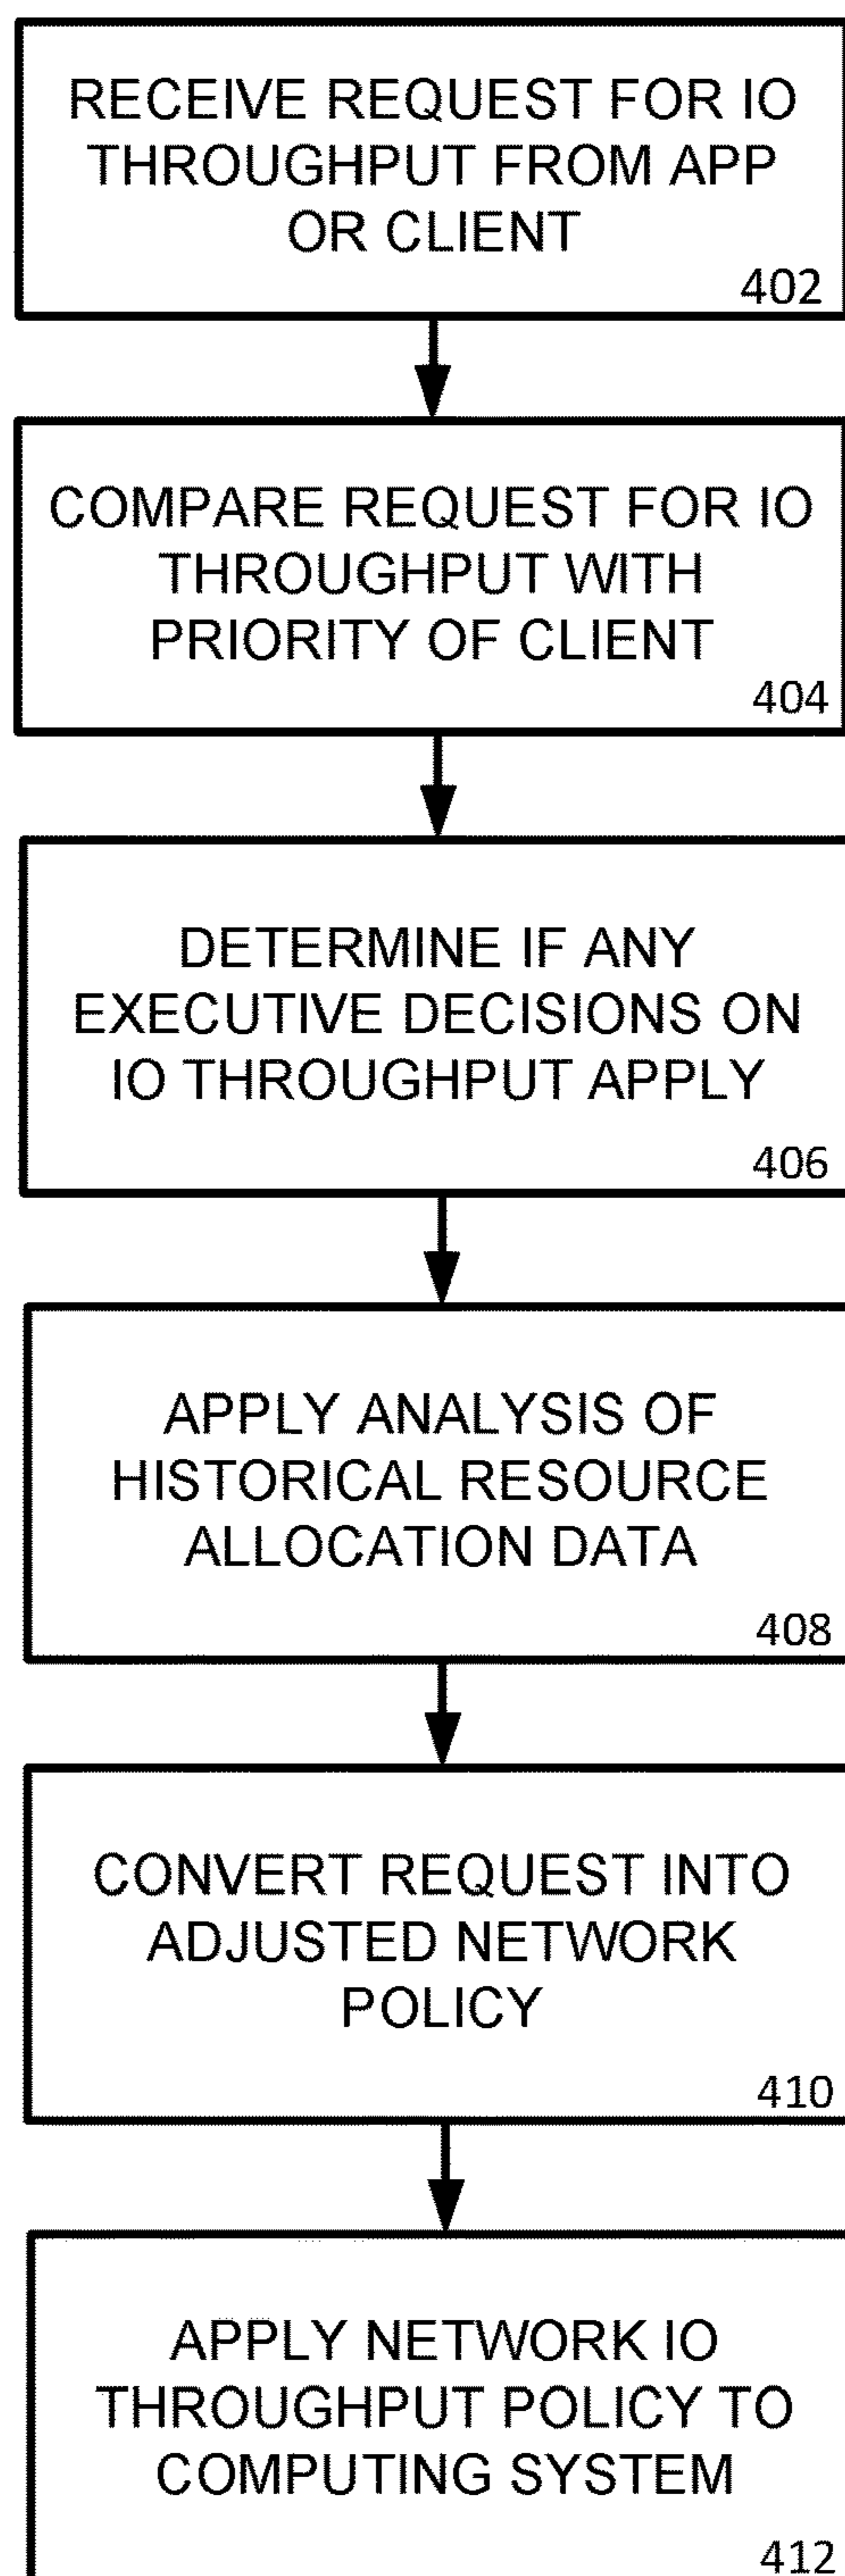 RECEIVE REQUEST FOR IO
THROUGHPUT FROM APP
OR CLIENT
402
COMPARE REQUEST FOR IO
THROUGHPUT WITH
PRIORITY OF CLIENT
404
DETERMINE IF ANY
EXECUTIVE DECISIONS ON
IO THROUGHPUT APPLY
406
APPLY ANALYSIS OF
HISTORICAL RESOURCE
ALLOCATION DATA
408
CONVERT REQUEST INTO
ADJUSTED NETWORK
POLICY
410
APPLY NETWORK IO
THROUGHPUT POLICY TO
COMPUTING SYSTEM
412